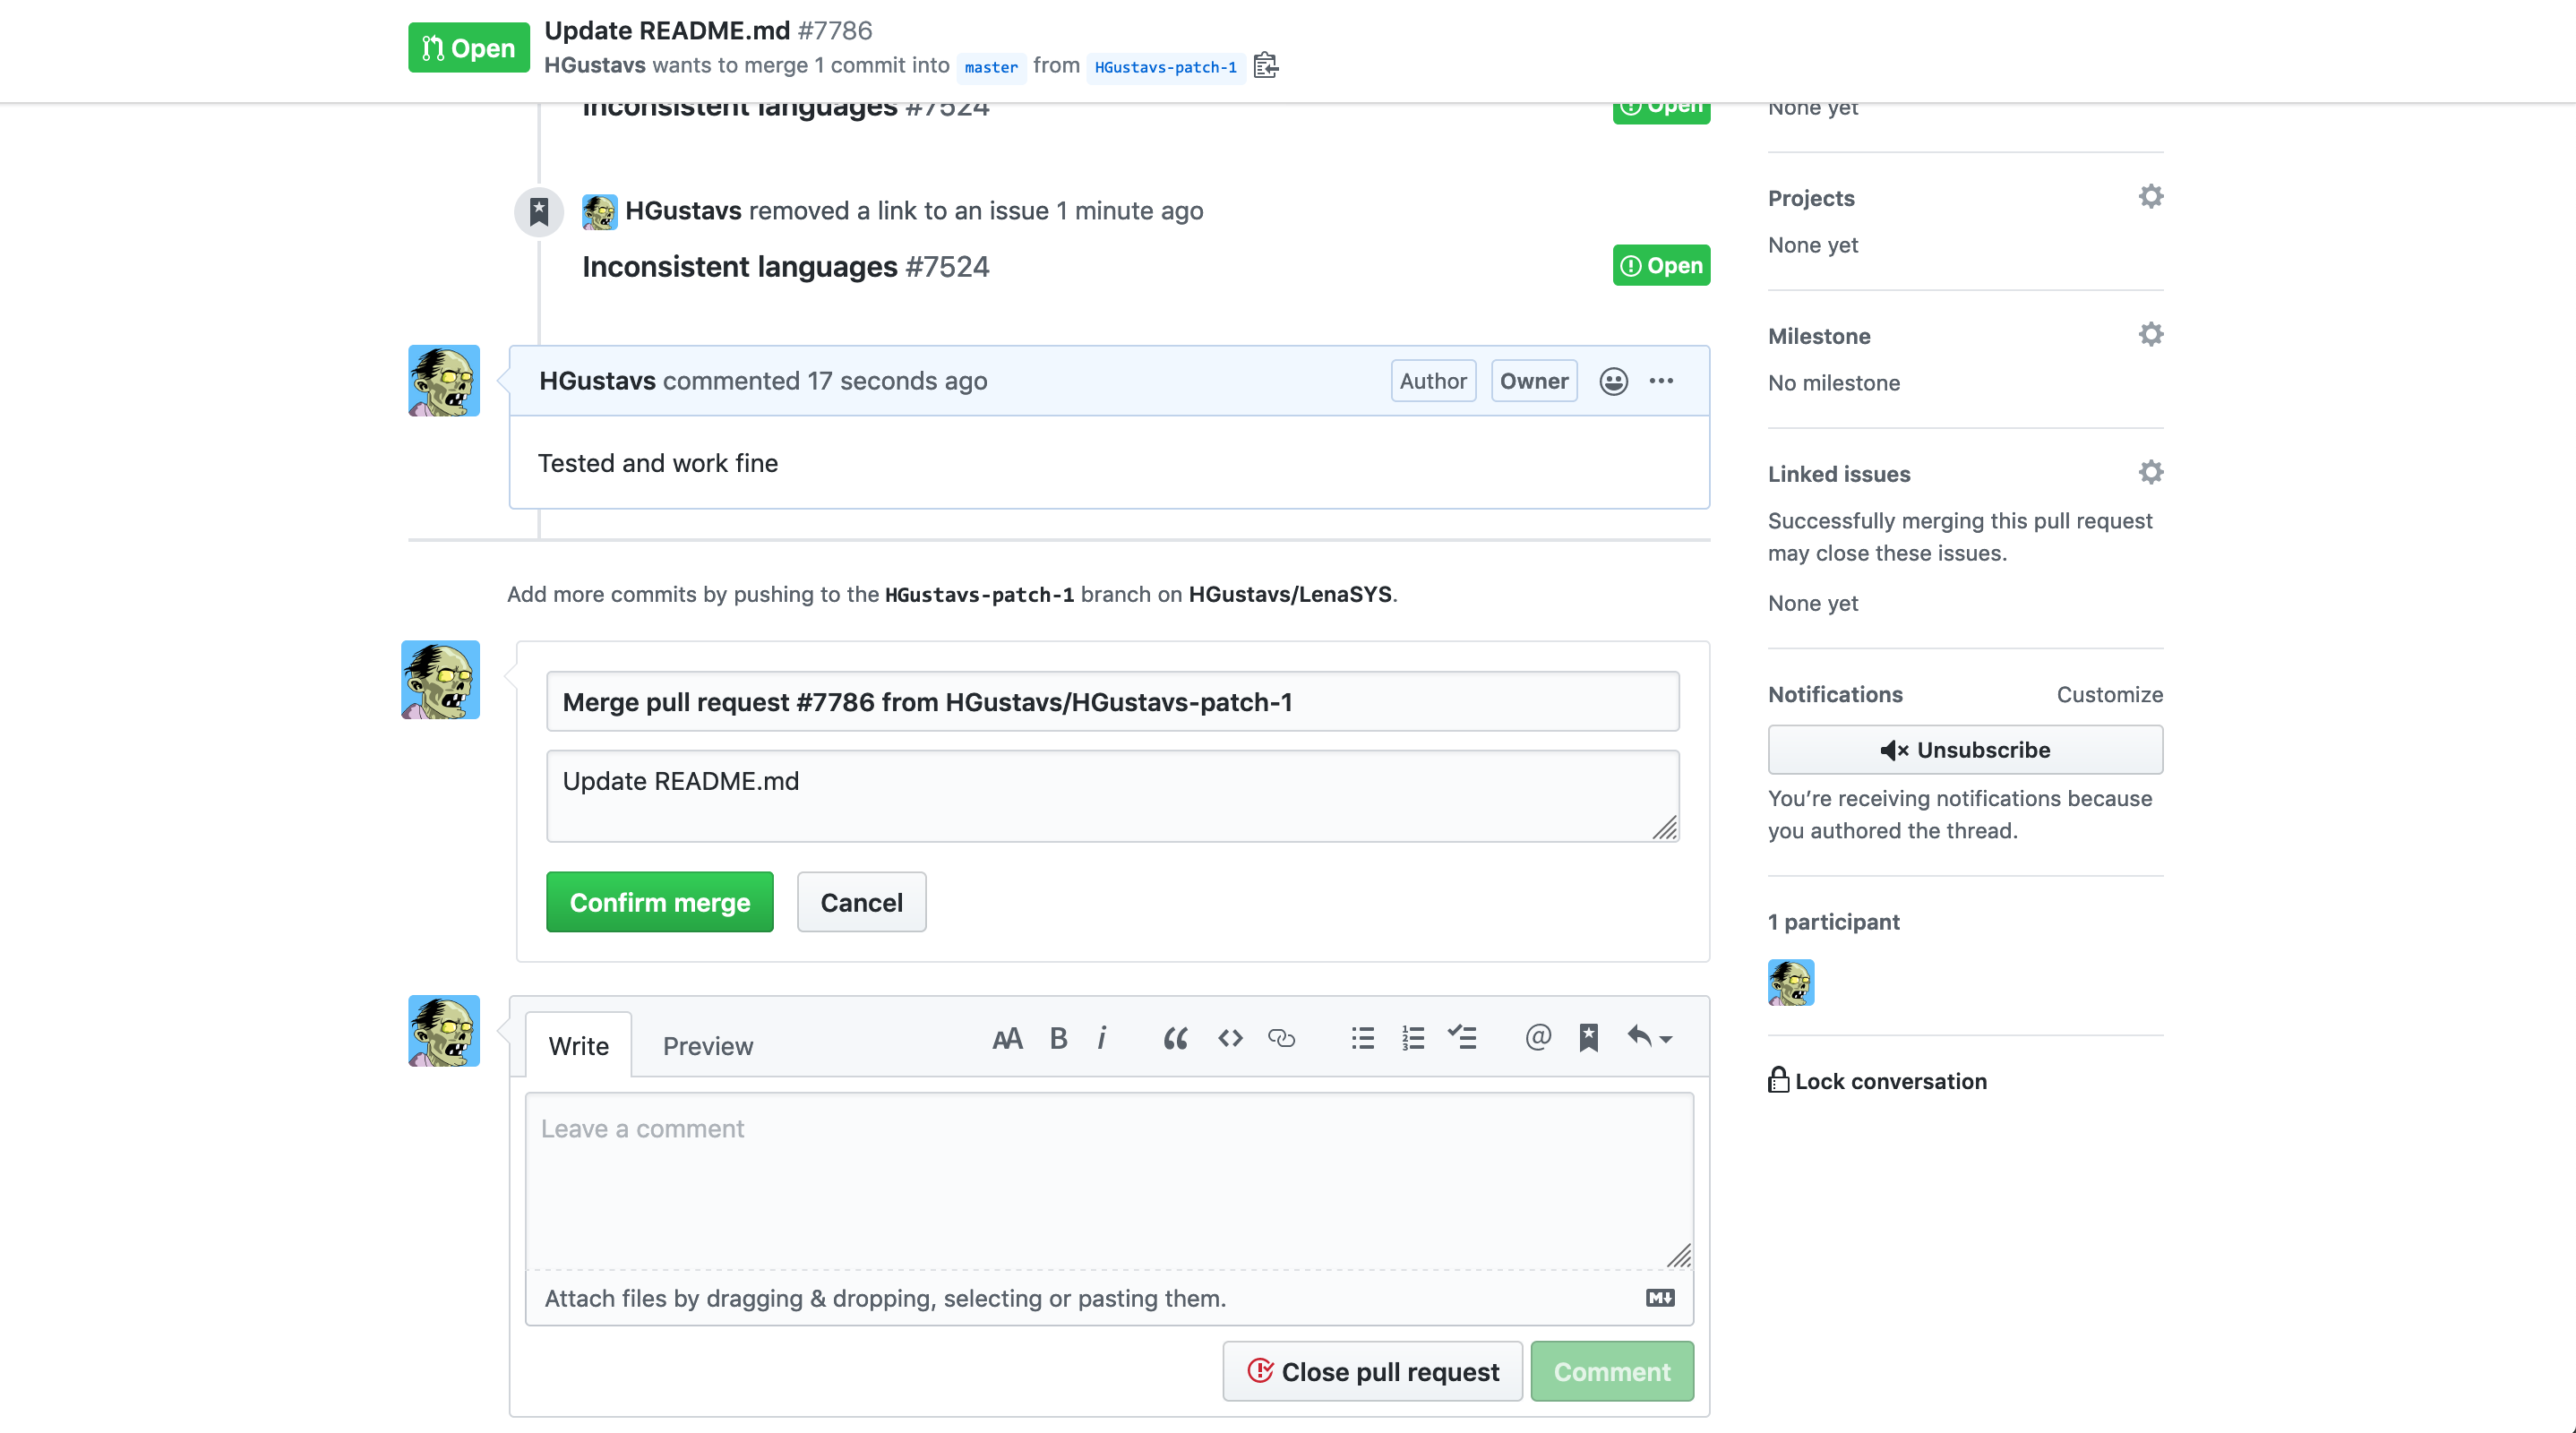 Open
Update README.md #7786
HGustavs wants to merge 1 commit into master from HGustavs-patch-1
Inconsistent languages #7524
Open
HGustavs removed a link to an issue 1 minute ago
Inconsistent languages #7524
Open
HGustavs commented 17 seconds ago
Author
Owner
Tested and work fine
Add more commits by pushing to the HGustavs-patch-1 branch on HGustavs/LenaSYS.
Merge pull request #7786 from HGustavs/HGustavs-patch-1
Update README.md
Confirm merge
Cancel
Write
Preview
AA B i
Leave a comment
Attach files by dragging & dropping, selecting or pasting them.
Close pull request
Comment
None yet
Projects
None yet
Milestone
No milestone
Linked issues
Successfully merging this pull request
may close these issues.
None yet
Notifications
Customize
Unsubscribe
You’re receiving notifications because
you authored the thread.
1 participant
Lock conversation